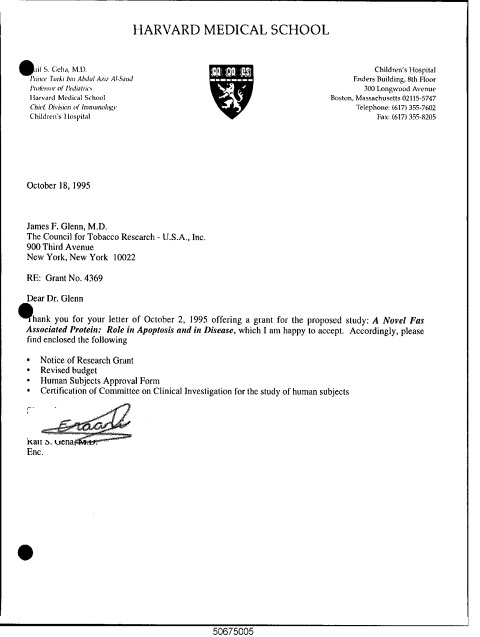 HARVARD MEDICAL SCHOOL
S. Geha, M.D.
Prince Turki bin Abdul Aziz Al-Saud
Professor of Pediatrics
Harvard Medical School
Chief, Division of Immunology
Children's Hospital
Children's Hospital
Enders Building, 8th Floor
300 Longwood Avenue
Boston, Massachusetts 02115-5747
Telephone: (617) 355-7602
Fax: (617) 355-8205
October 18, 1995
James F. Glenn, M.D.
The Council for Tobacco Research - U.S.A., Inc.
900 Third Avenue
New York, New York 10022
RE: Grant No. 4369
Dear Dr. Glenn
Thank you for your letter of October 2, 1995 offering a grant for the proposed study: A Novel Fas
Associated Protein: Role in Apoptosis and in Disease, which I am happy to accept. Accordingly, please
find enclosed the following
• Notice of Research Grant
• Revised budget
• Human Subjects Approval Form
• Certification of Committee on Clinical Investigation for the study of human subjects
Raif S. Geha, M.D.
Enc.
50675005